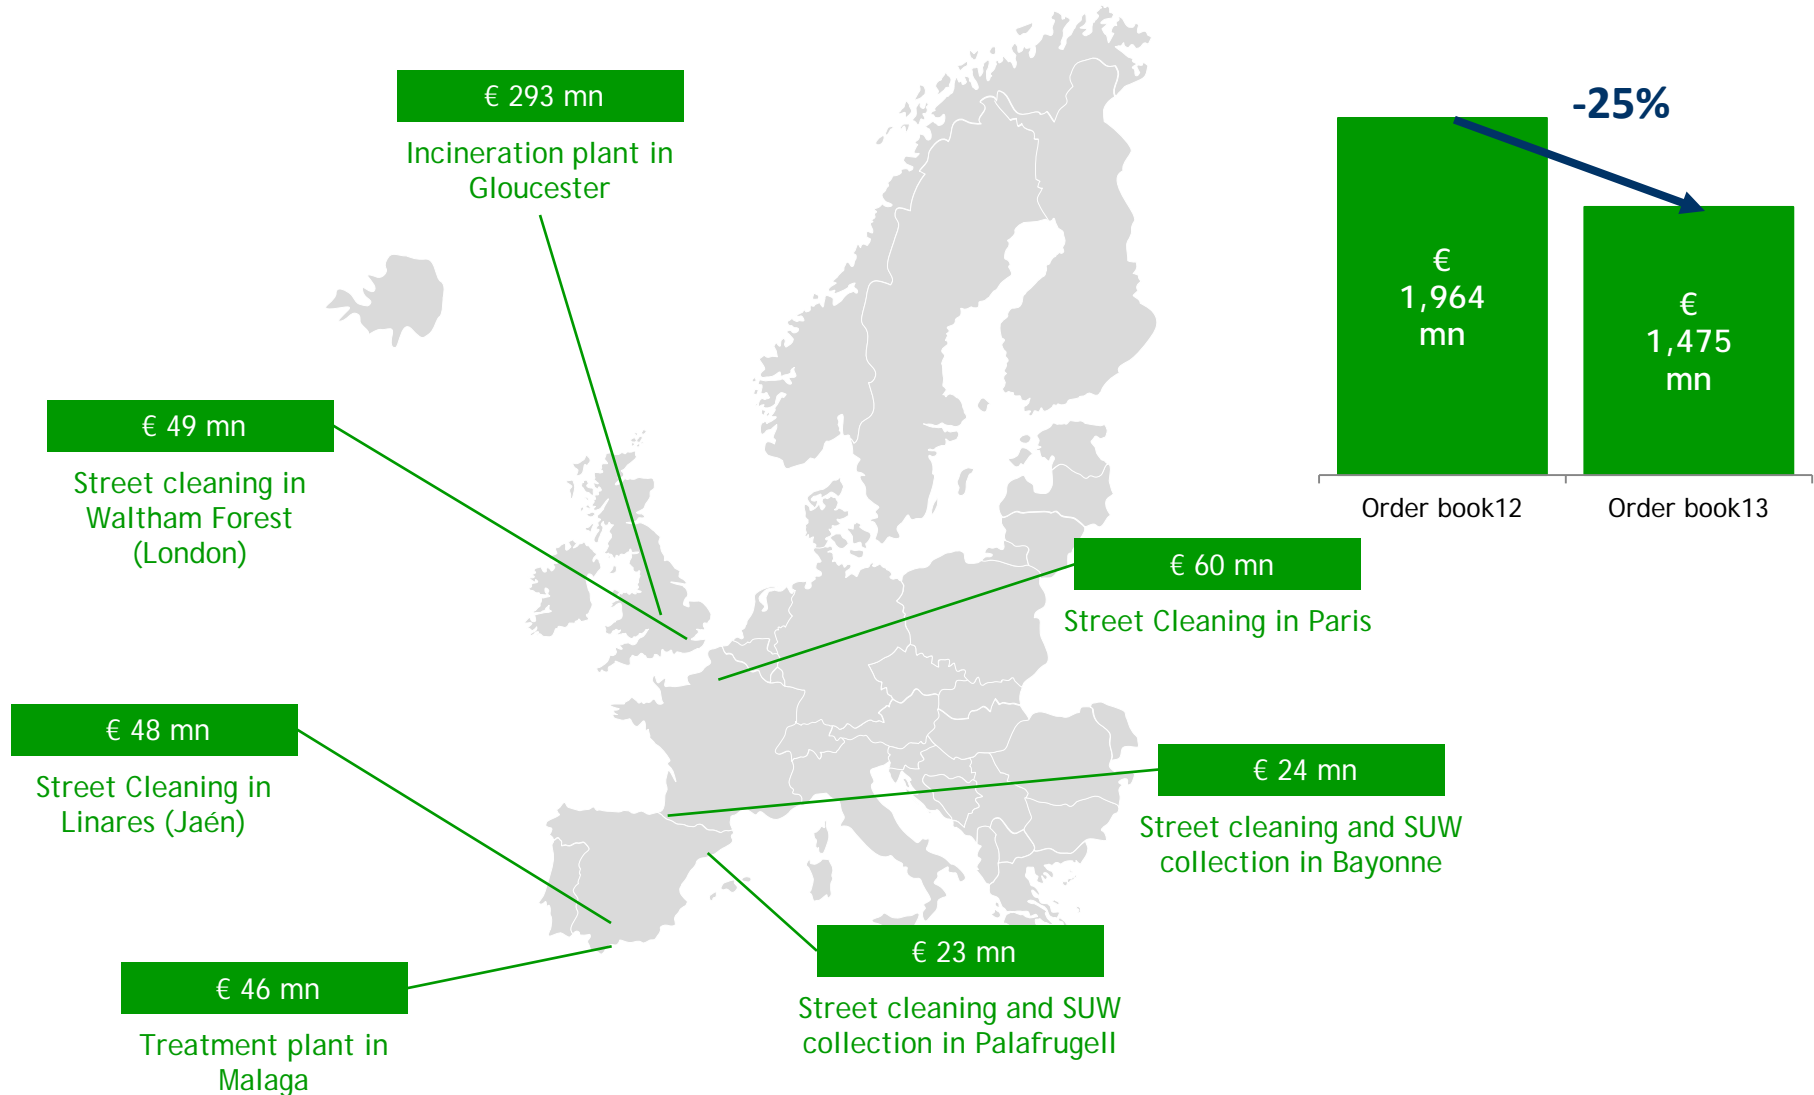 € 293 mn
Incineration plant in
Gloucester
-25%
€
1,964
mn
€
1,475
mn
Order book12
Order book13
€ 49 mn
Street cleaning in
Waltham Forest
(London)
€ 60 mn
Street Cleaning in Paris
€ 48 mn
Street Cleaning in
Linares (Jaén)
€ 24 mn
Street cleaning and SUW
collection in Bayonne
€ 23 mn
Street cleaning and SUW
collection in Palafrugell
€ 46 mn
Treatment plant in
Malaga